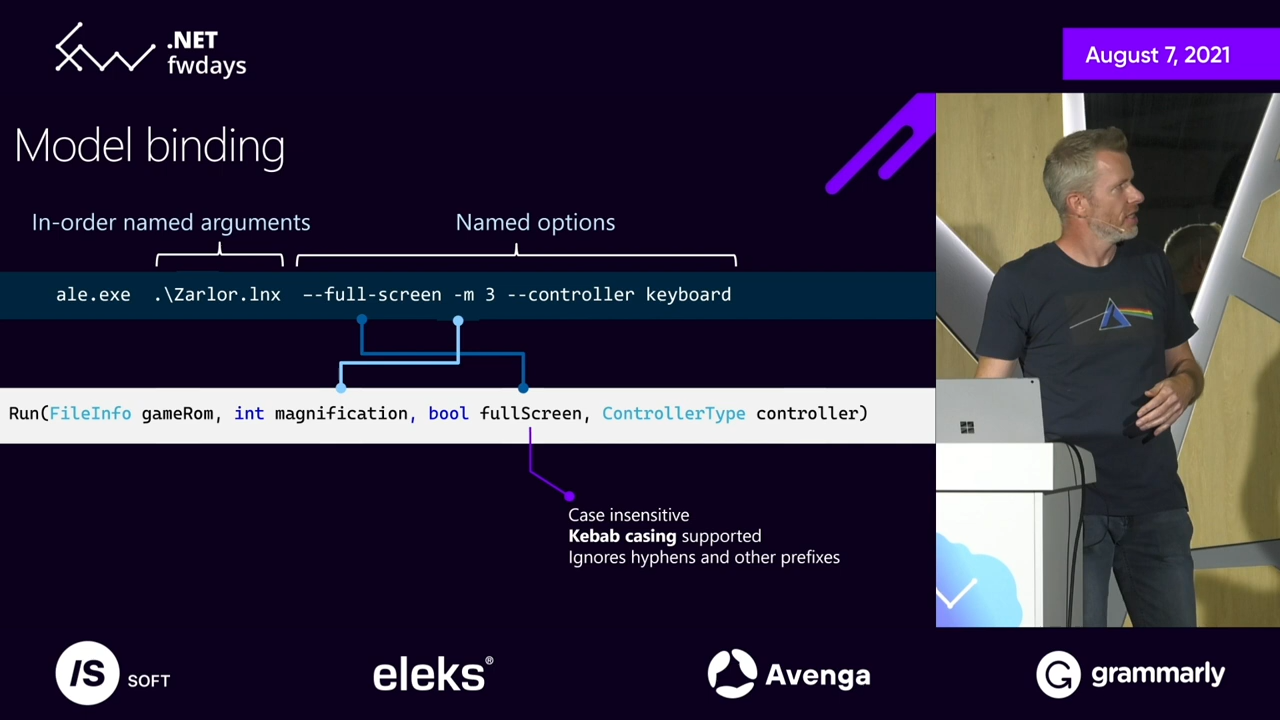 .NET
fwdays
August 7, 2021
Model binding
In-order named arguments
Named options
ale.exe .\Zarlor.lnx --full-screen -m 3 --controller keyboard
Run(FileInfo gameRom, int magnification, bool fullScreen, ControllerType controller)
Case insensitive
Kebab casing supported
Ignores hyphens and other prefixes
IS SOFT
eleks®
Avenga
grammarly